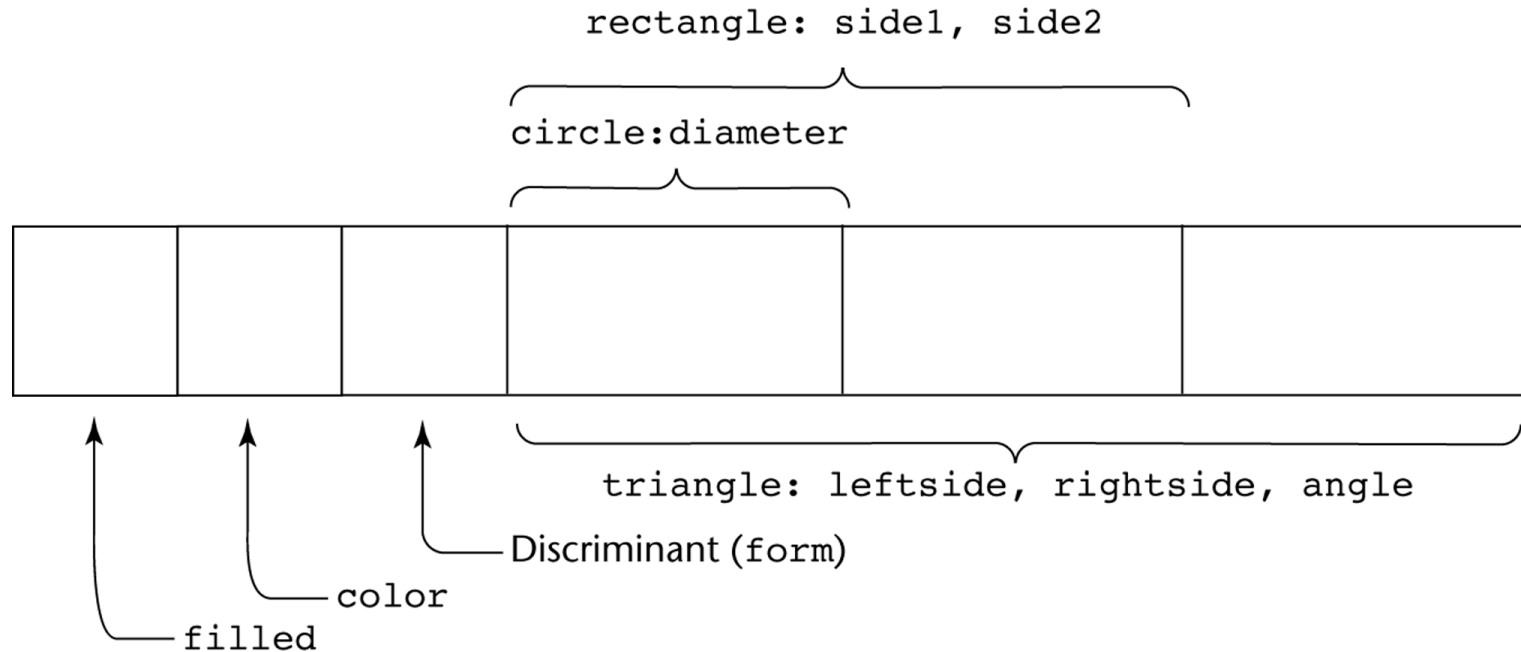 rectangle: side1, side2
circle:diameter
triangle: leftside, rightside, angle
Discriminant (form)
color
filled